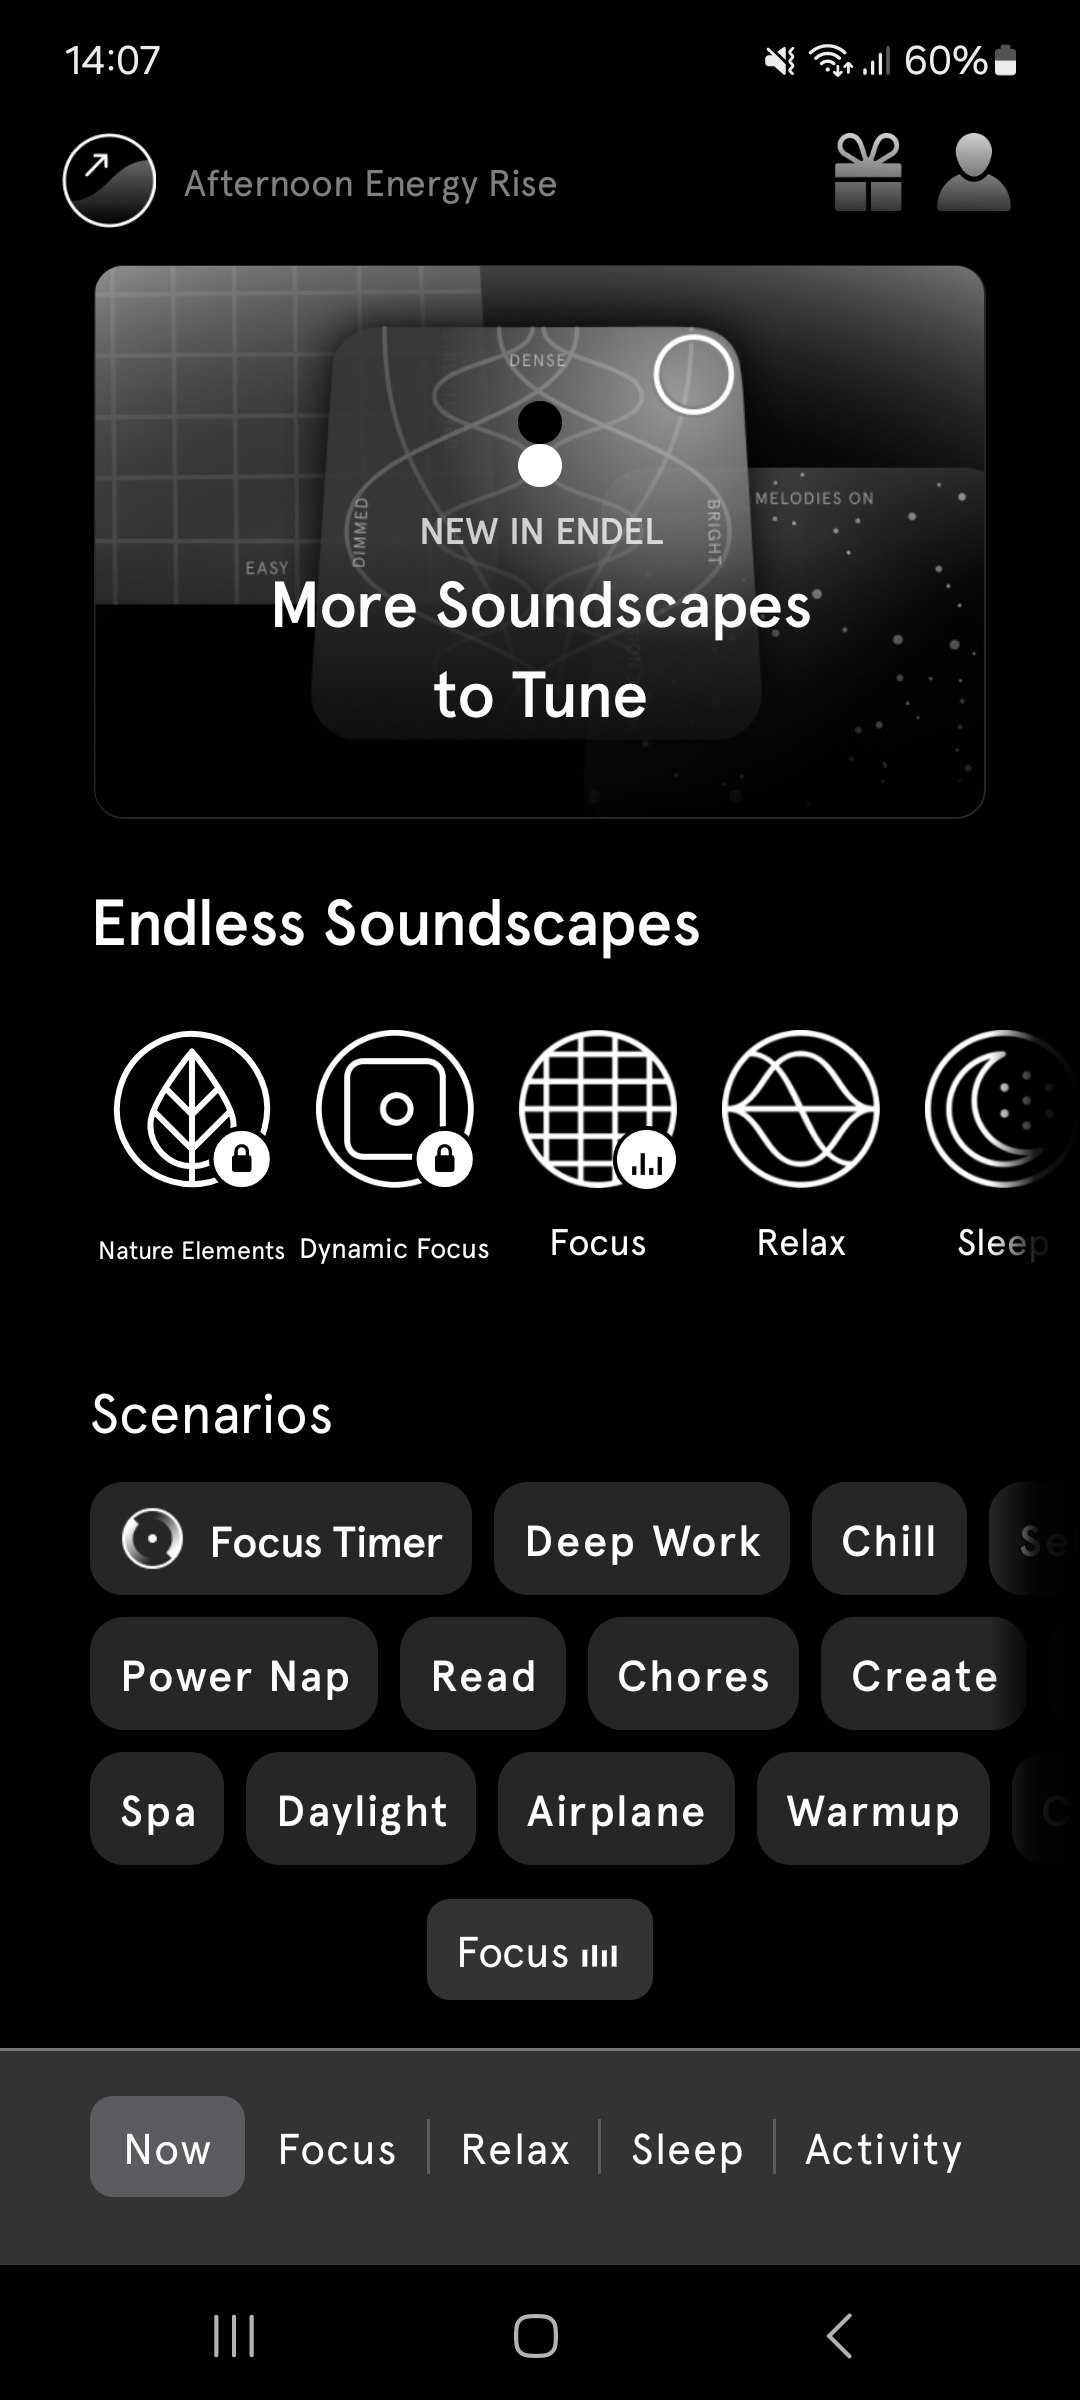 14:07
60%
Afternoon Energy Rise
DENSE
MELODIES ON
DIMMED
BRIGHT
NEW IN ENDEL
EASY
More Soundscapes
to Tune
Endless Soundscapes
Nature Elements Dynamic Focus Focus Relax Sleep
Scenarios
Focus Timer Deep Work Chill Se
Power Nap Read Chores Create
Spa Daylight Airplane Warmup C
Focus
Now Focus Relax Sleep Activity